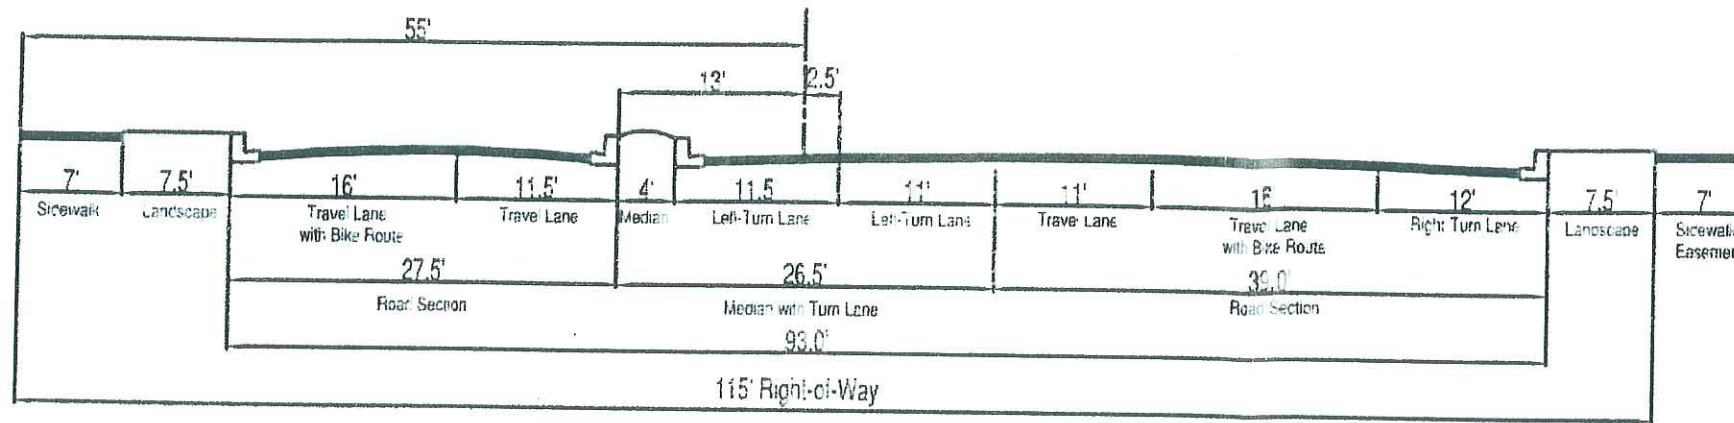 55'
13' 2.5'
7' 7.5' 16' 11.5' 4' 11.5 11' 11' 16 12' 7.5' 7'
Sidewalk Landscape Travel Lane Travel Lane Median Left-Turn Lane Left-Turn Lane Travel Lane Travel Lane Right Turn Lane Landscape Sidewalk
with Bike Route with Bike Route Easemen
27.5' 26.5' 39.0'
Road Section Median with Turn Lane Road Section
93.0'
115' Right-of-Way